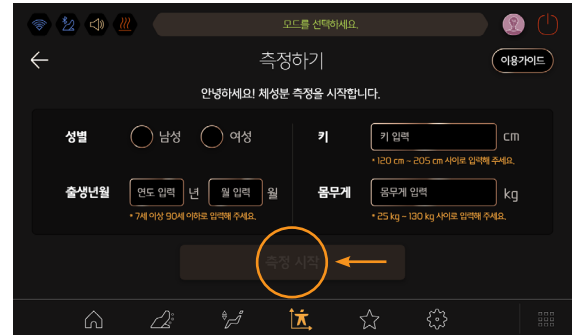 모드를 선택하세요.
측정하기
이용가이드
안녕하세요! 체성분 측정을 시작합니다.
성별 남성 여성
키 키 입력 cm
* 120 cm ~ 205 cm 사이로 입력해 주세요.
출생년월 연도 입력 년 월 입력 월
* 7세 이상 90세 이하로 입력해 주세요.
몸무게 몸무게 입력 kg
* 25 kg ~ 130 kg 사이로 입력해 주세요.
측정 시작